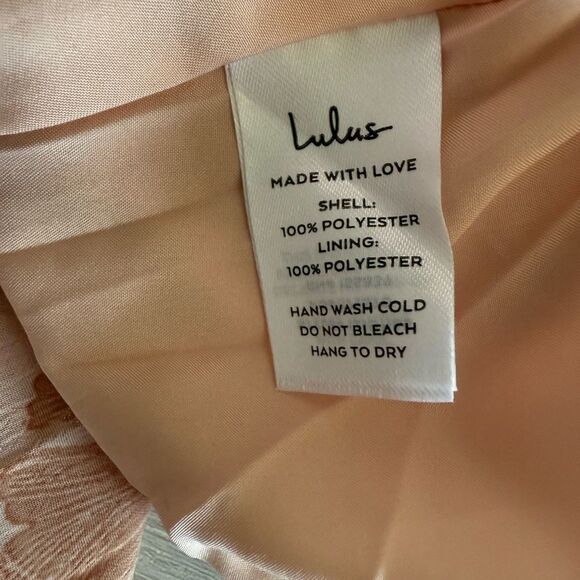 Lulus
MADE WITH LOVE
SHELL:
100% POLYESTER
LINING:
100% POLYESTER
HAND WASH COLD
DO NOT BLEACH
HANG TO DRY